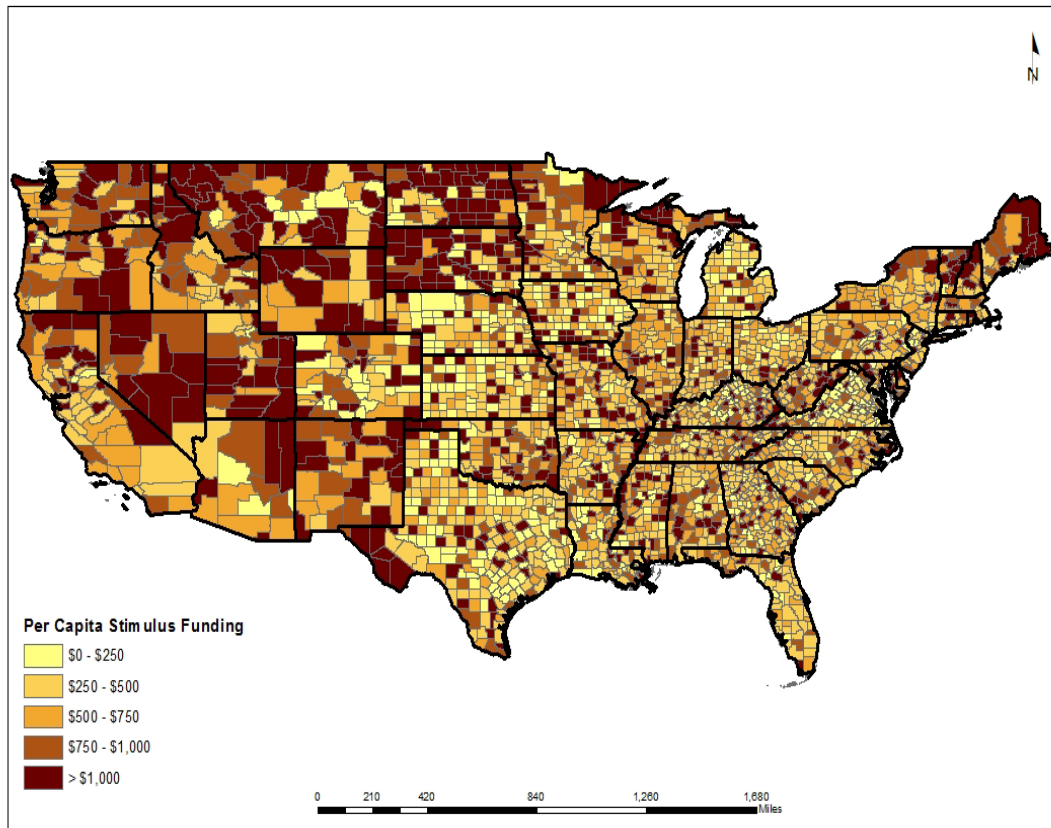 N
Per Capita Stimulus Funding
$0 - $250
$250 - $500
$500 - $750
$750 - $1,000
> $1,000
0 210 420 840 1,260 1,680
Miles